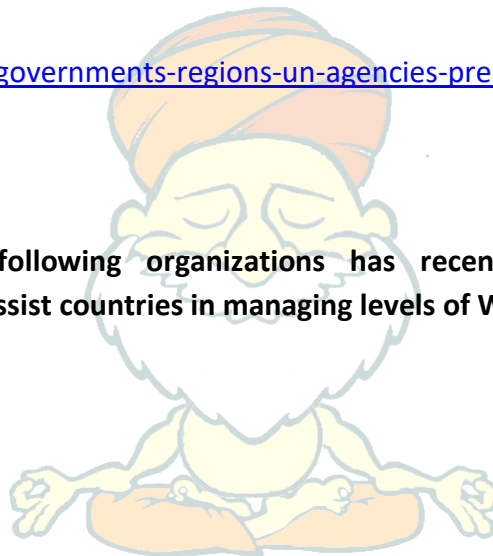 governments-regions-un-agencies-pre
following organizations has recen
ssist countries in managing levels of